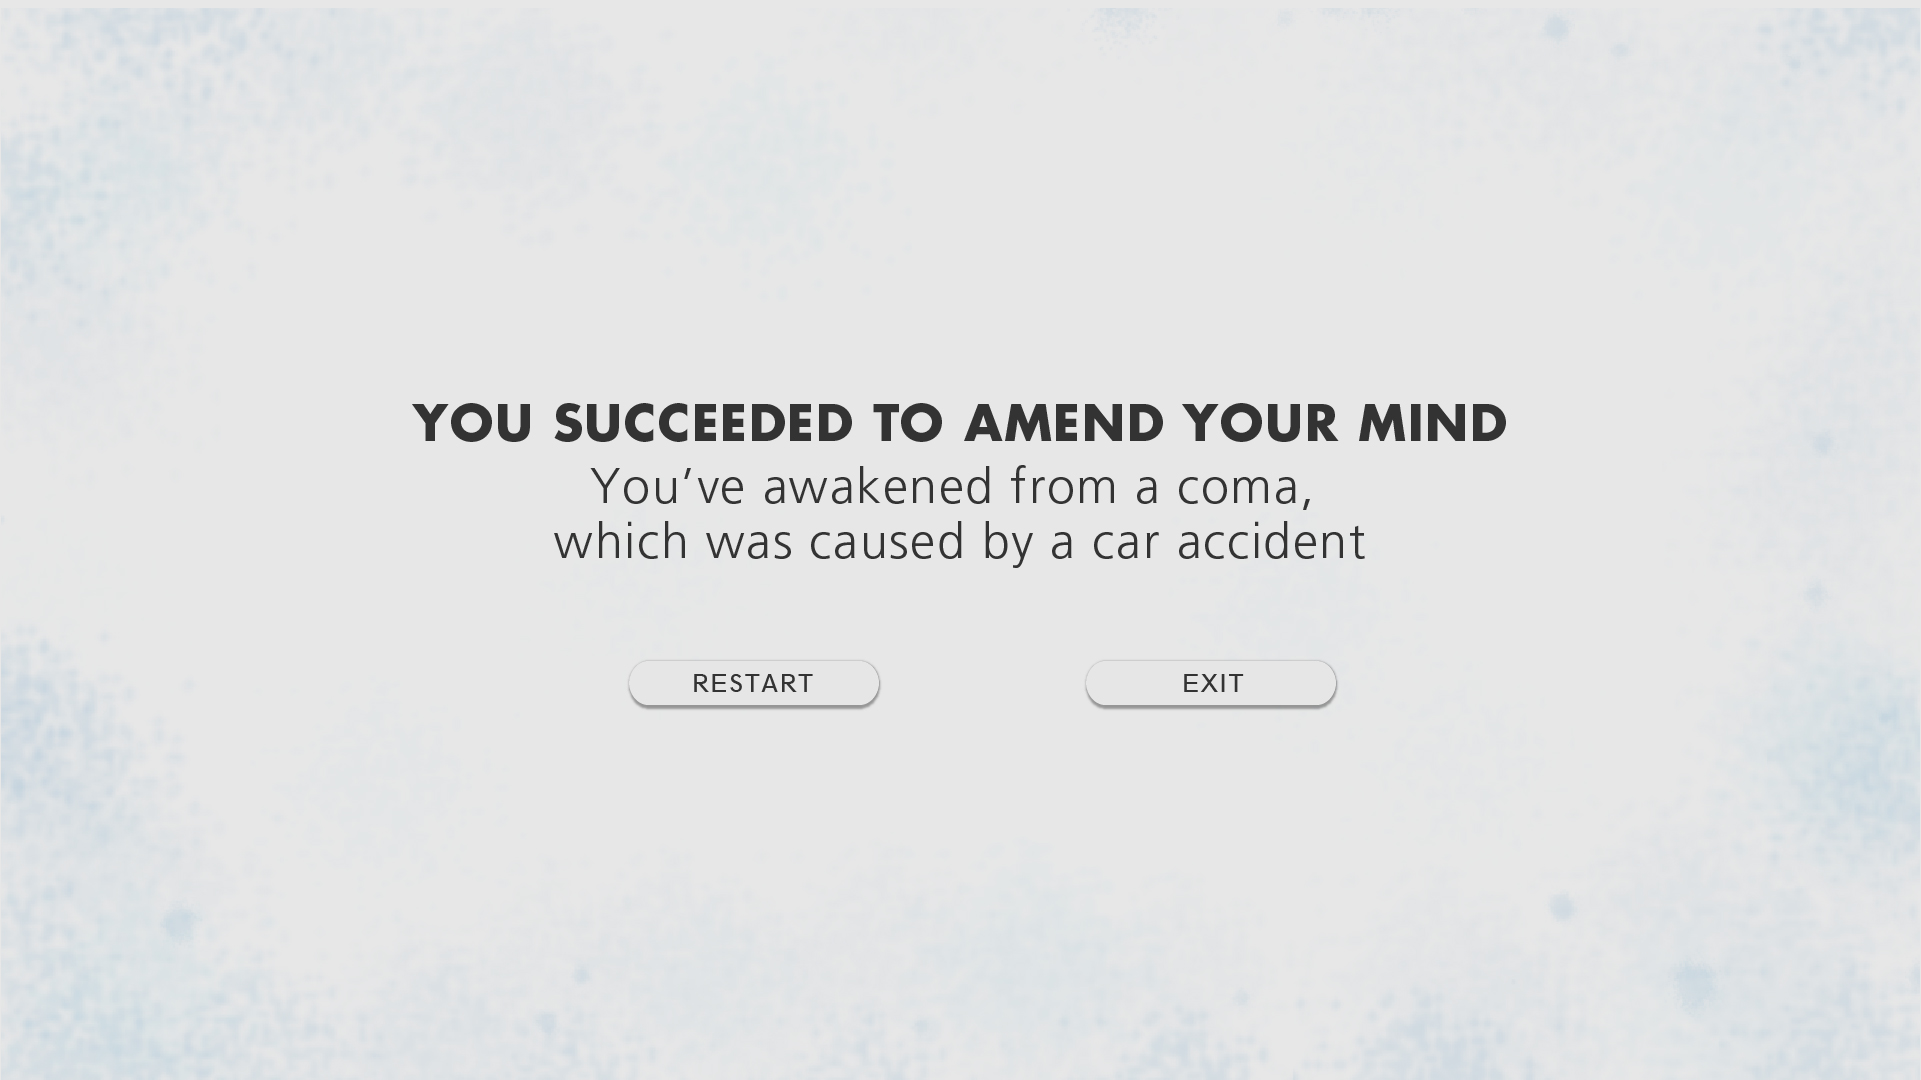 YOU SUCCEEDED TO AMEND YOUR MIND
You’ve awakened from a coma,
which was caused by a car accident
RESTART
EXIT